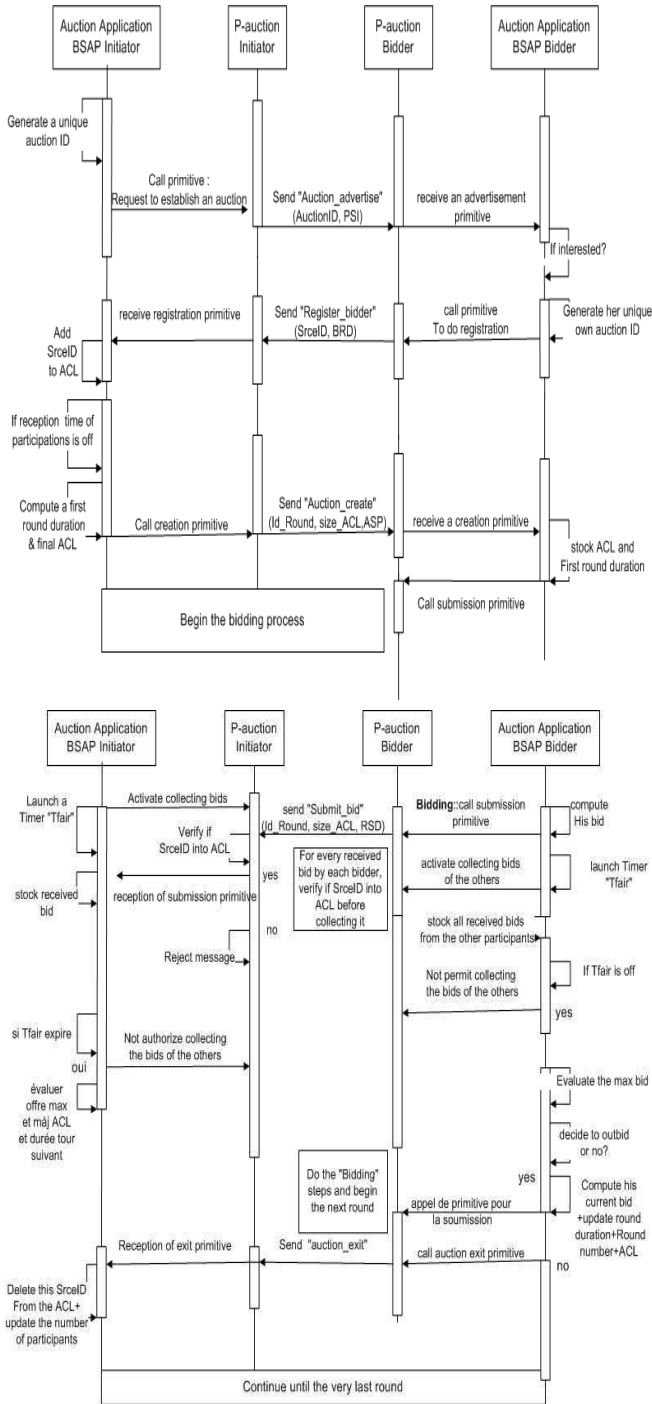 Auction Application
BSAP Initiator
P-auction
Initiator
P-auction
Bidder
Auction Application
BSAP Bidder
Generate a unique
auction ID
Call primitive :
Request to establish an auction
Send "Auction_advertise"
(AuctionID, PSI)
receive an advertisement
primitive
If interested?
Add
SrceID
to ACL
receive registration primitive
Send "Register_bidder"
(SrceID, BRD)
call primitive
To do registration
Generate her unique
own auction ID
If reception time of
participations is off
Compute a first
round duration
& final ACL
Call creation primitive
Send "Auction_create"
(Id_Round, size_ACL,ASP)
receive a creation primitive
stock ACL and
First round duration
Call submission primitive
Begin the bidding process
Auction Application
BSAP Initiator
P-auction
Initiator
P-auction
Bidder
Auction Application
BSAP Bidder
Launch a
Timer "Tfair"
Activate collecting bids
send "Submit_bid"
(Id_Round, size_ACL, RSD)
Bidding::call submission
primitive
compute
His bid
Verify if
SrceID into
ACL
yes
For every received
bid by each bidder,
verify if SrceID into
ACL before
collecting it
activate collecting bids
of the others
launch Timer
"Tfair"
stock received
bid
reception of submission primitive
no
Reject message
stock all received bids
from the other participants
If Tfair is off
Not permit collecting
the bids of the others
yes
si Tfair expire
oui
Not authorize collecting
the bids of the others
évaluer
offre max
et màj ACL
et durée tour
suivant
Evaluate the max bid
decide to outbid
or no?
yes
Do the "Bidding"
steps and begin
the next round
appel de primitive pour
la soumission
Compute his
current bid
+update round
duration+Round
number+ACL
Reception of exit primitive
Send "auction_exit"
call auction exit primitive
no
Delete this SrceID
From the ACL+
update the number
of participants
Continue until the very last round